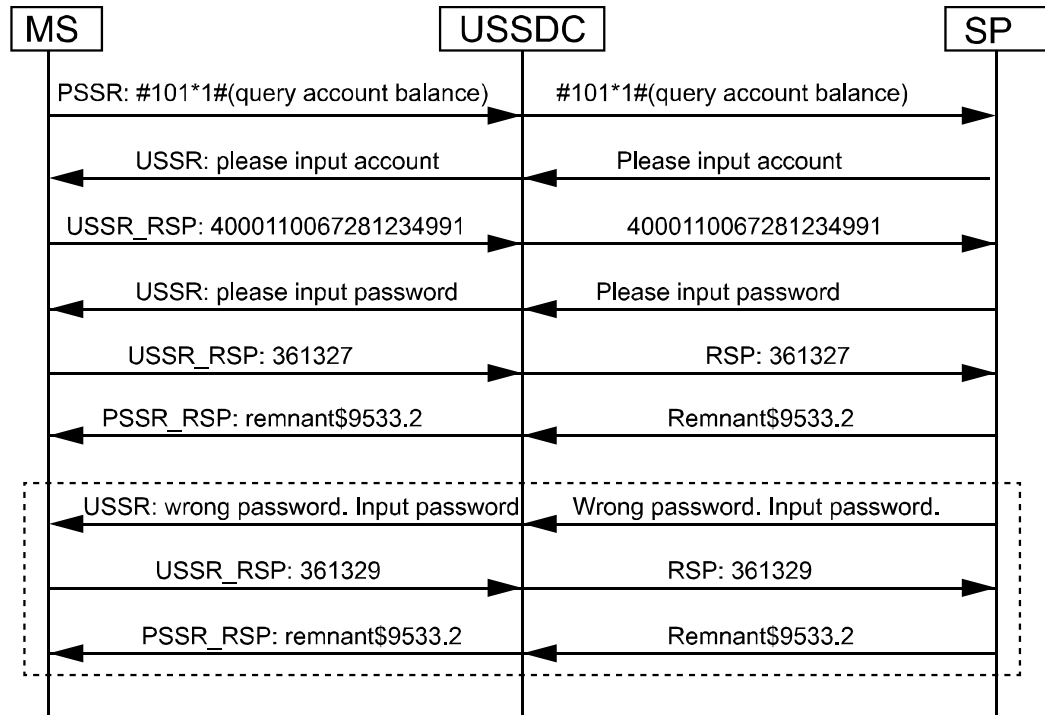 MS
USSDC
SP
PSSR: #101*1#(query account balance)
#101*1#(query account balance)
USSR: please input account
Please input account
USSR_RSP: 4000110067281234991
4000110067281234991
USSR: please input password
Please input password
USSR_RSP: 361327
RSP: 361327
PSSR_RSP: remnant$9533.2
Remnant$9533.2
USSR: wrong password. Input password
Wrong password. Input password.
USSR_RSP: 361329
RSP: 361329
PSSR_RSP: remnant$9533.2
Remnant$9533.2